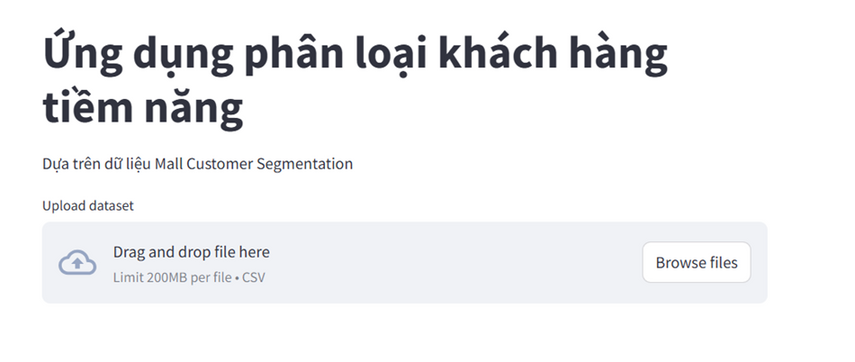 Ứng dụng phân loại khách hàng
tiềm năng
Dựa trên dữ liệu Mall Customer Segmentation
Upload dataset
Drag and drop file here
Limit 200MB per file • CSV
Browse files